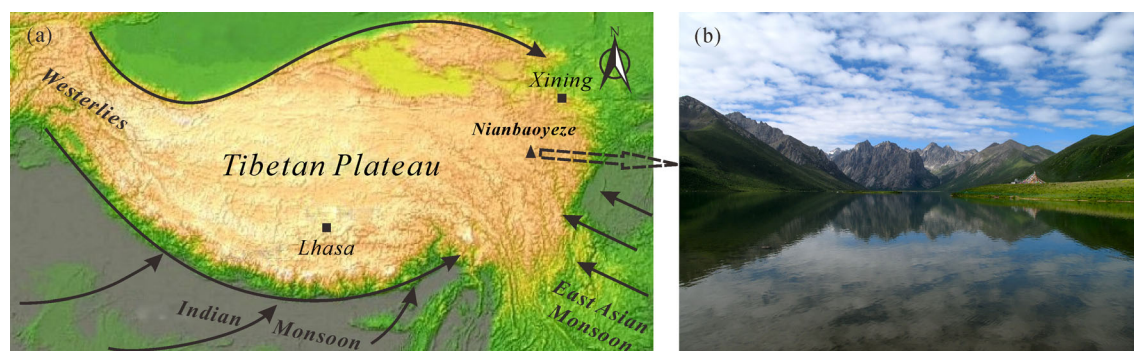 (a)
N
Xining
Westerlies
Nianbaoyeze
Tibetan Plateau
Lhasa
Indian Monsoon
East Asian
Monsoon
(b)